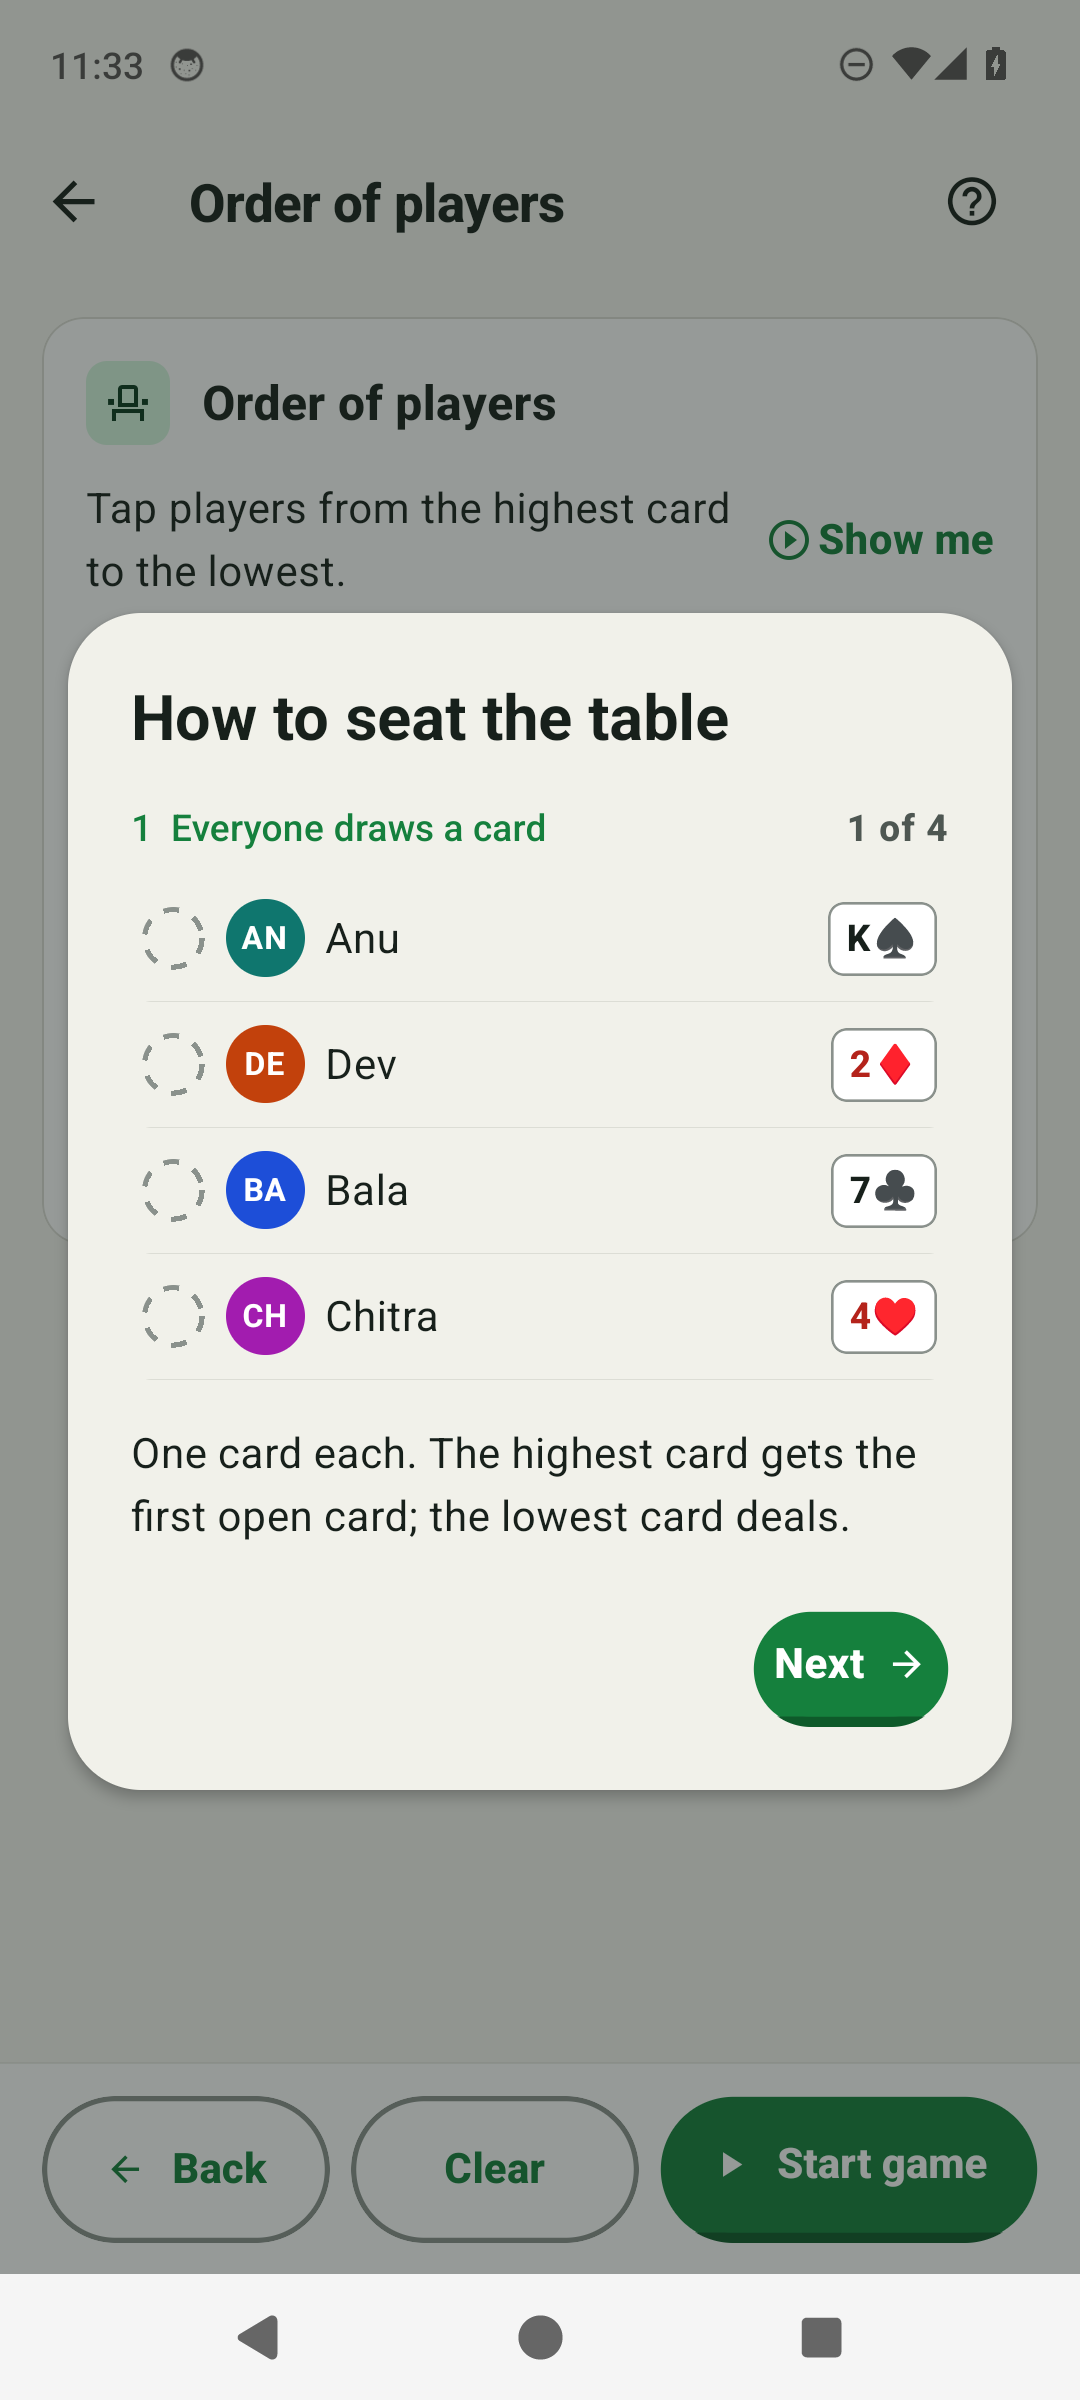 11:33
Order of players
Order of players
Tap players from the highest card
to the lowest.
Show me
How to seat the table
1 Everyone draws a card
1 of 4
AN Anu K♠
DE Dev 2♦
BA Bala 7♣
CH Chitra 4♥
One card each. The highest card gets the
first open card; the lowest card deals.
Next
Back
Clear
Start game